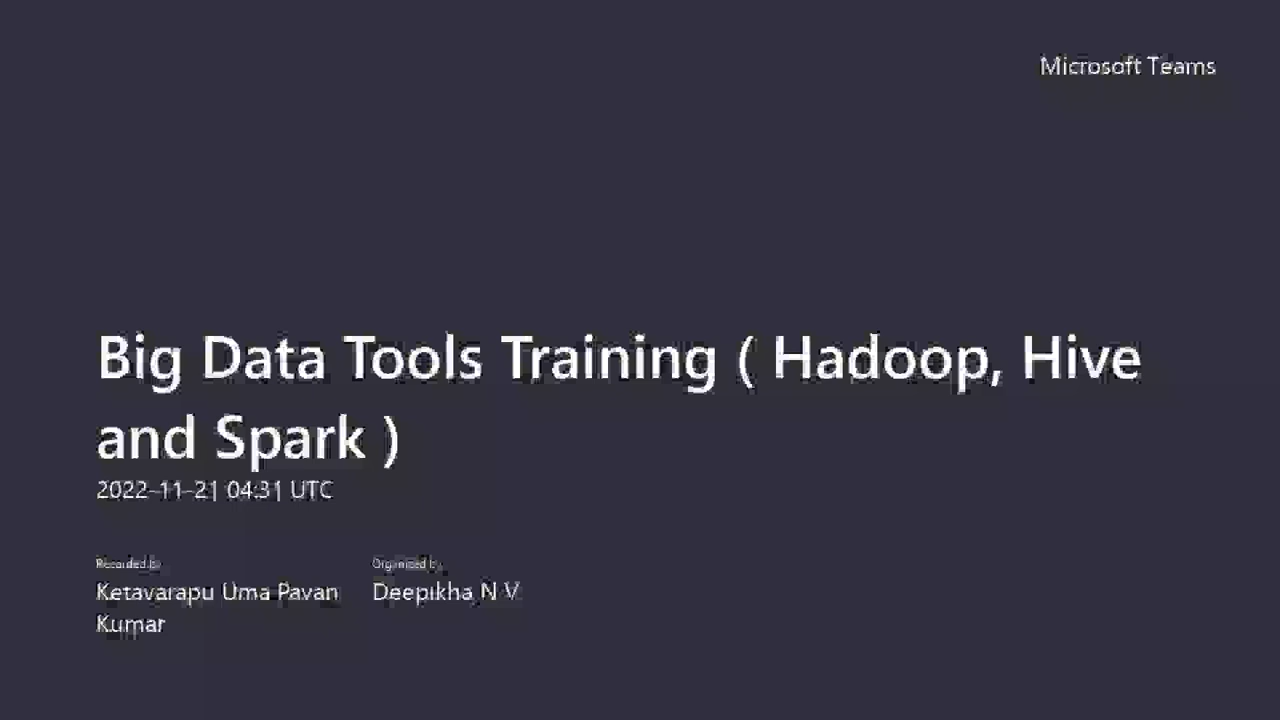 Microsoft Teams
Big Data Tools Training ( Hadoop, Hive
and Spark )
2022-11-21 04:31 UTC
Recorded by
Organized by
Ketavarapu Uma Pavan
Deepikha N V
Kumar